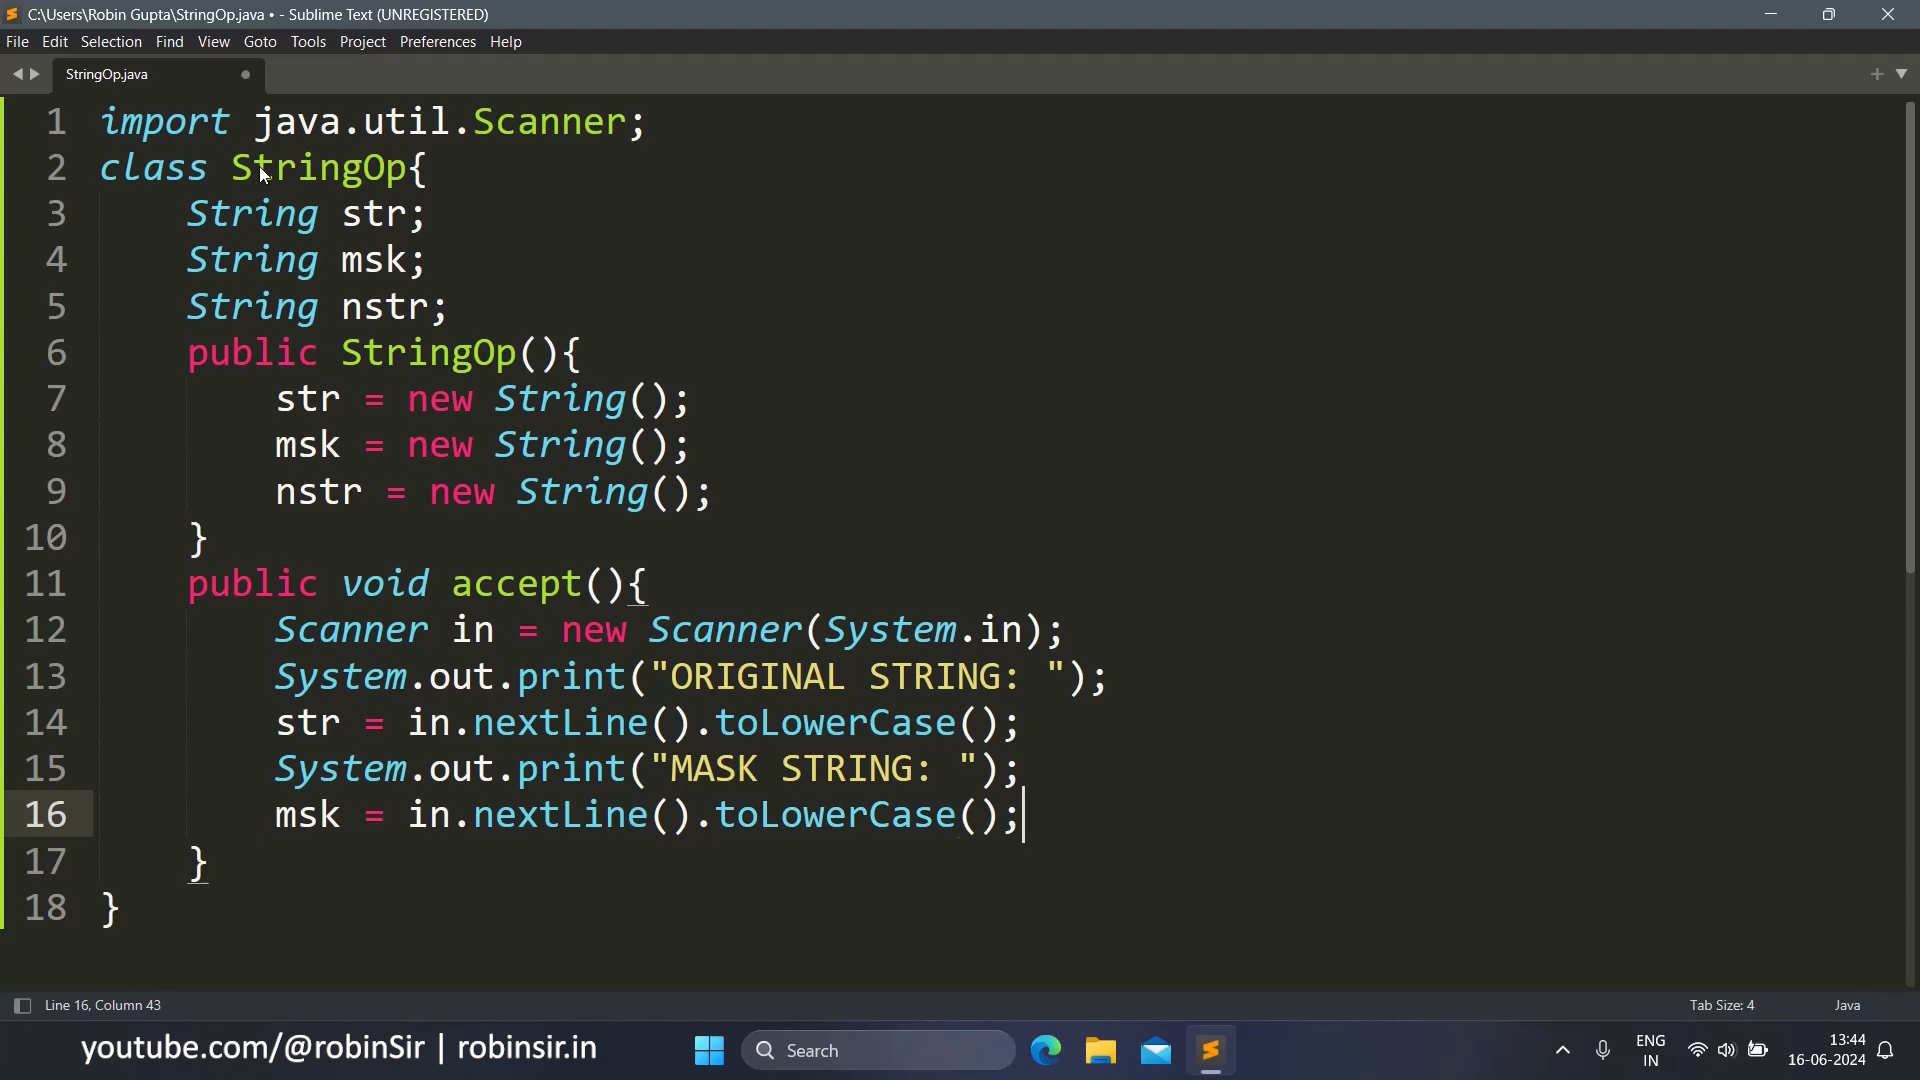 C:\Users\Robin Gupta\StringOp.java • - Sublime Text (UNREGISTERED)
File Edit Selection Find View Goto Tools Project Preferences Help
StringOp.java
1 import java.util.Scanner;
2 class StringOp{
3 String str;
4 String msk;
5 String nstr;
6 public StringOp(){
7 str = new String();
8 msk = new String();
9 nstr = new String();
10 }
11 public void accept(){
12 Scanner in = new Scanner(System.in);
13 System.out.print("ORIGINAL STRING: ");
14 str = in.nextLine().toLowerCase();
15 System.out.print("MASK STRING: ");
16 msk = in.nextLine().toLowerCase();
17 }
18 }
Line 16, Column 43 Tab Size: 4 Java
youtube.com/@robinSir | robinsir.in Search ENG 13:44
IN 16-06-2024